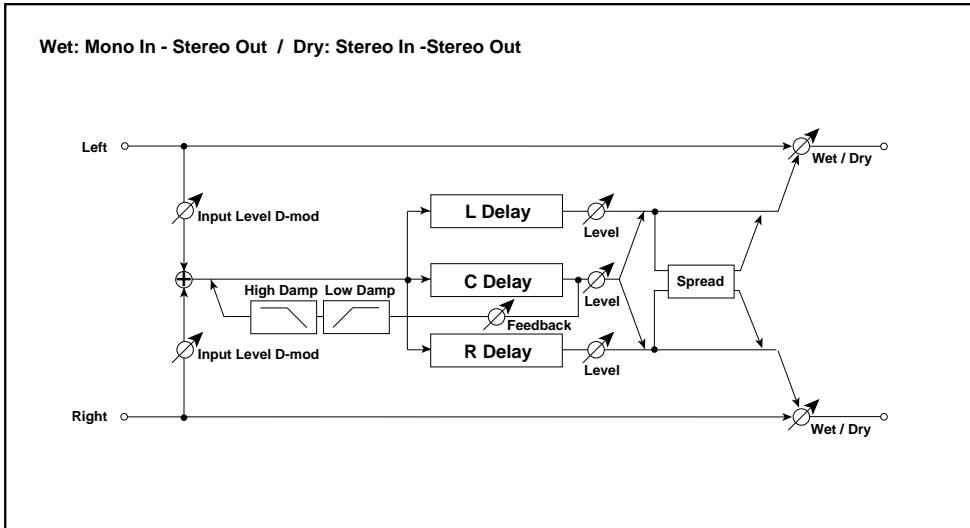 Wet: Mono In - Stereo Out / Dry: Stereo In -Stereo Out
Left
Wet / Dry
Input Level D-mod
L Delay
Level
High Damp
Low Damp
C Delay
Level
Spread
Feedback
Input Level D-mod
R Delay
Level
Right
Wet / Dry